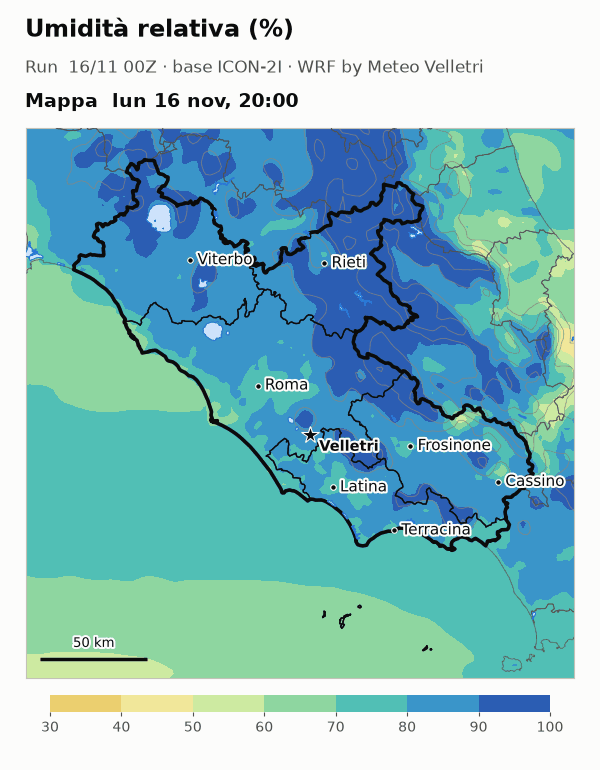 Umidità relativa (%)
Run  16/11 00Z · base ICON-2I · WRF by Meteo Velletri
Mappa  lun 16 nov, 20:00
Viterbo
Rieti
Roma
Velletri
Frosinone
Cassino
Latina
Terracina
50 km
30 40 50 60 70 80 90 100